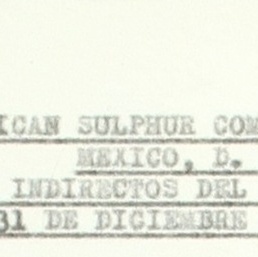 ICAN SULPHUR COM
MEXICO, D.
INDIRECTOS DEL
31 DE DICIEMBRE